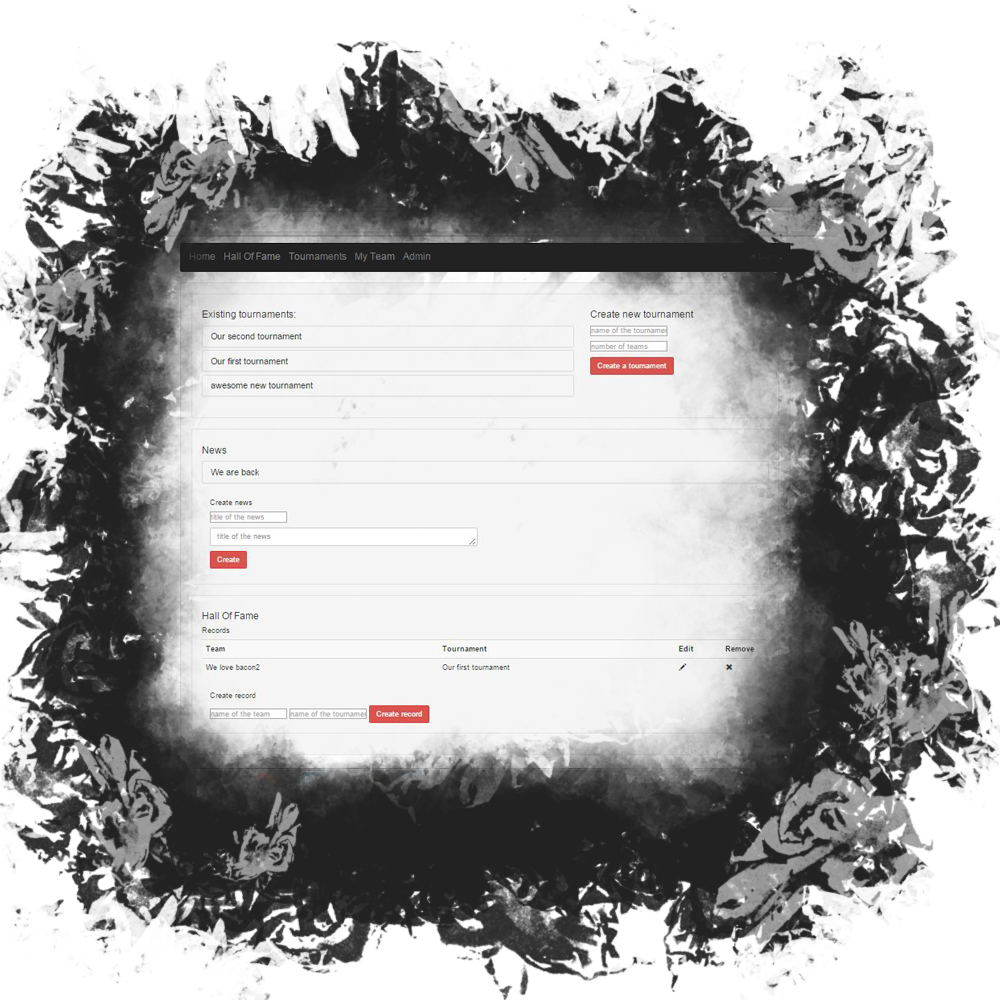 Home Hall Of Fame Tournaments My Team Admin
Existing tournaments:
Our second tournament
Our first tournament
awesome new tournament
Create new tournament
name of the tournamen
number of teams
Create a tournament
News
We are back
Create news
title of the news
title of the news
Create
Hall Of Fame
Records
Team Tournament Edit Remove
We love bacon2 Our first tournament
Create record
name of the team name of the tournamen Create record